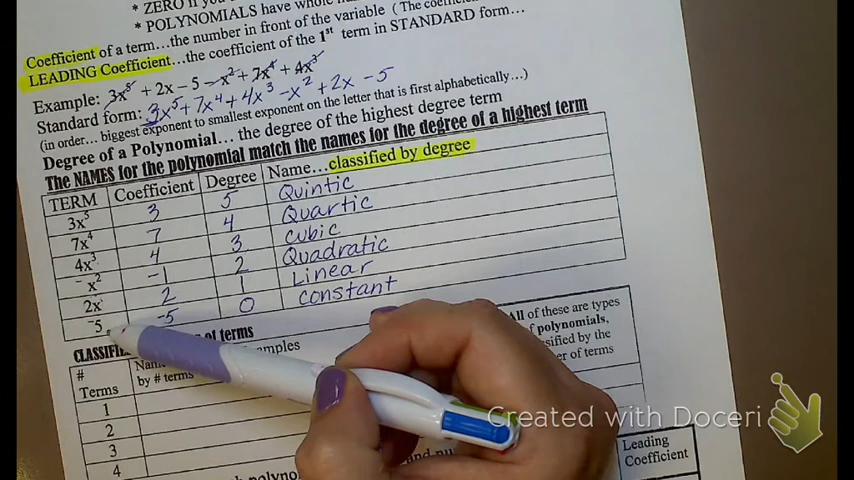 * ZERO if you
* POLYNOMIALS have whole
Coefficient of a term…the number in front of the variable (The
LEADING Coefficient…the coefficient of the 1st term in STANDARD form…
Example: 3x⁵ + 2x – 5 – x² + 7x⁴ + 4x³
Standard form: 3x⁵ + 7x⁴ + 4x³ – x² + 2x – 5
(in order… biggest exponent to smallest exponent on the letter that is first alphabetically…)
Degree of a Polynomial… the degree of the highest degree term
The NAMES for the polynomial match the names for the degree of a highest term
TERM Coefficient Degree Name…classified by degree
3x⁵ 3 5 Quintic
7x⁴ 7 4 Quartic
4x³ 4 3 cubic
-x² -1 2 Quadratic
2x 2 1 Linear
-5 -5 0 constant
of terms
# Terms
by # terms
All of these are types
of polynomials,
1
2
3
4
Leading
Coefficient
Created with Doceri